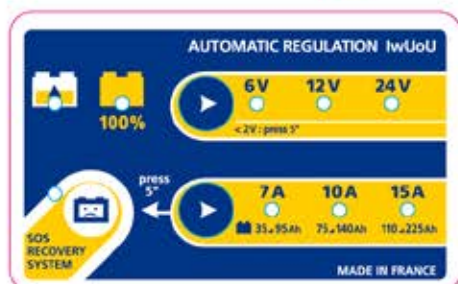 AUTOMATIC REGULATION IwUoU
6V 12V 24V
100%
< 2V : press 5"
press
5"
7A 10A 15A
35→95Ah 75→140Ah 110→225Ah
SOS
RECOVERY
SYSTEM
MADE IN FRANCE